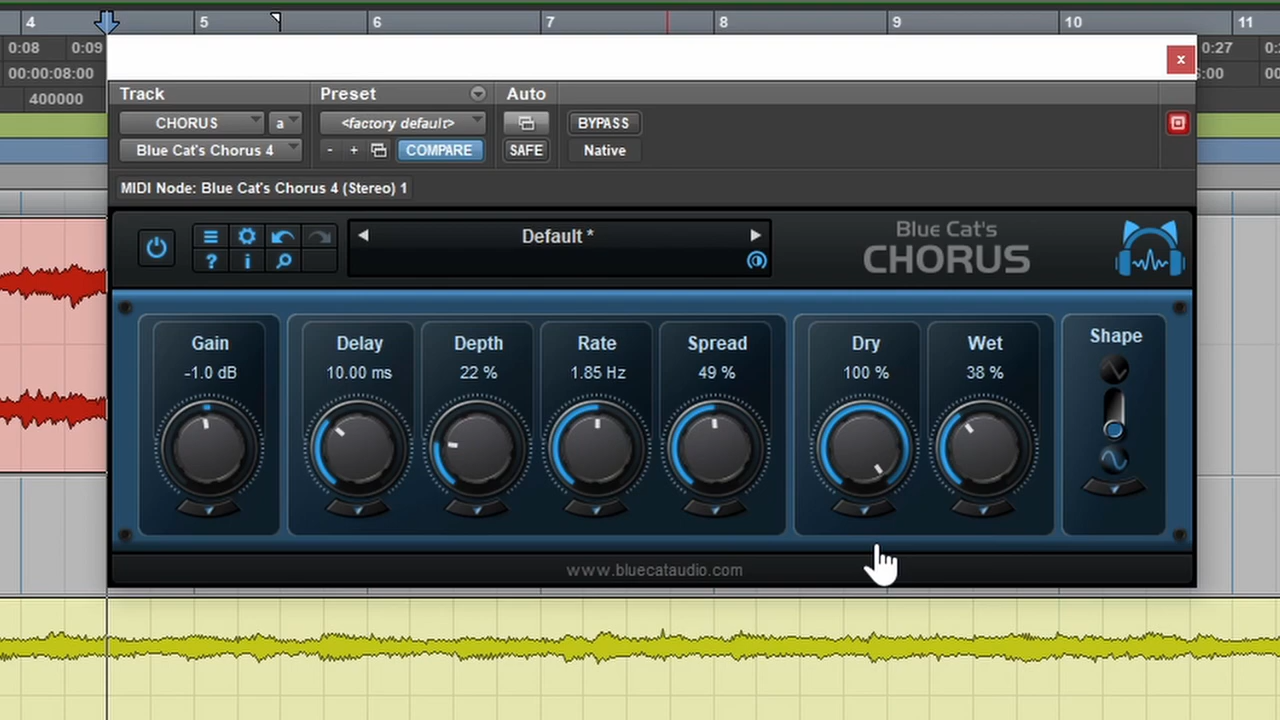 4 5 6 7 8 9 10 11
0:08 0:09 0:27
00:00:08:00
400000
x
Track Preset Auto
CHORUS a <factory default> BYPASS
Blue Cat's Chorus 4 - + COMPARE SAFE Native
MIDI Node: Blue Cat's Chorus 4 (Stereo) 1
Default *
? i
Blue Cat's
CHORUS
Gain Delay Depth Rate Spread Dry Wet Shape
-1.0 dB 10.00 ms 22 % 1.85 Hz 49 % 100 % 38 %
www.bluecataudio.com